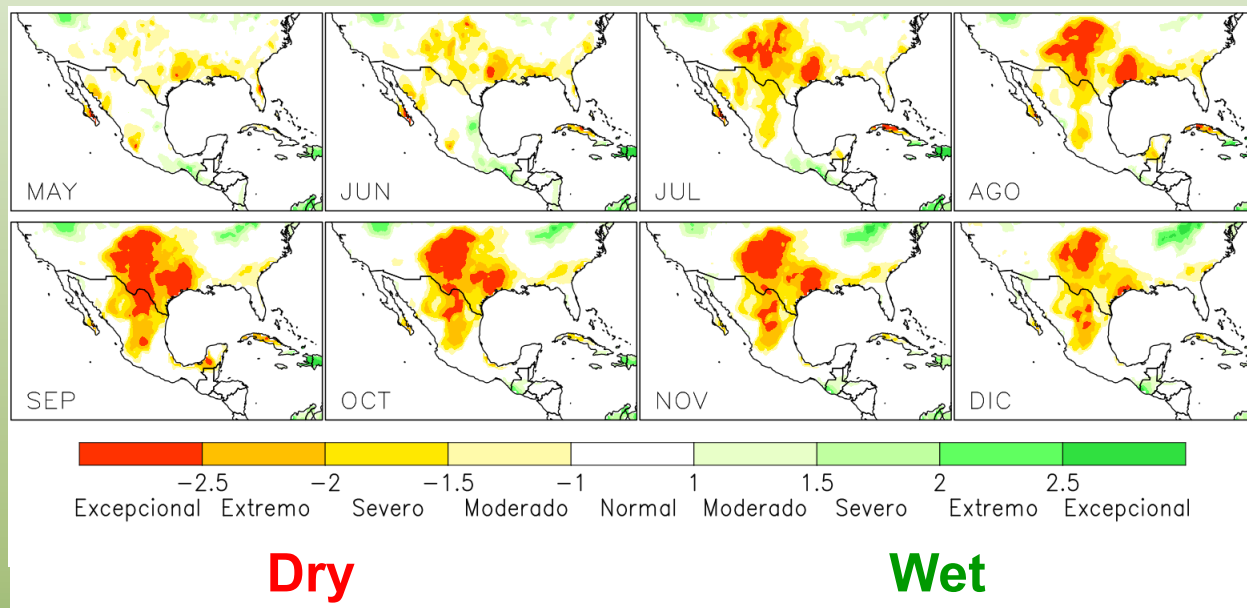 MAY
JUN
JUL
AGO
SEP
OCT
NOV
DIC
−2.5 −2 −1.5 −1 1 1.5 2 2.5
Excepcional Extremo Severo Moderado Normal Moderado Severo Extremo Excepcional
Dry Wet